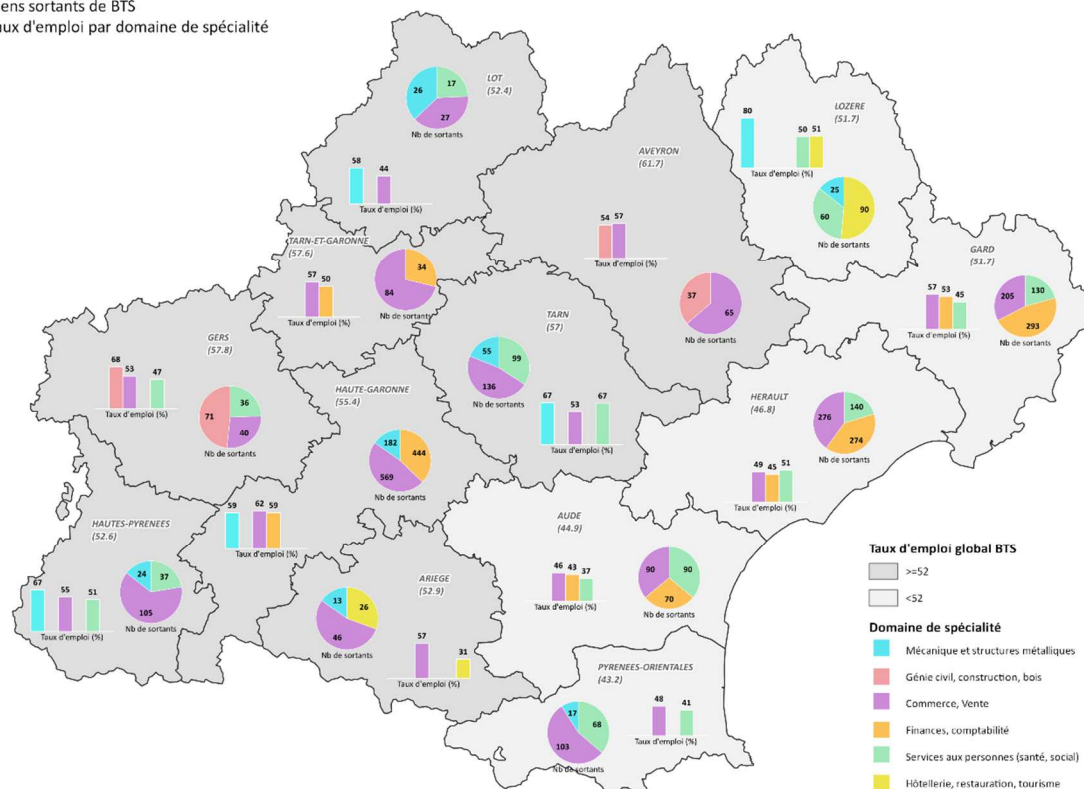 ens sortants de BTS
aux d'emploi par domaine de spécialité
LOT
(52.4)
26
17
27
Nb de sortants
58
44
Taux d'emploi (%)
AVEYRON
(61.7)
54
57
Taux d'emploi (%)
37
65
Nb de sortants
LOZERE
(51.7)
80
50
51
Taux d'emploi (%)
25
60
90
Nb de sortants
TARN-ET-GARONNE
(57.6)
57
50
Taux d'emploi (%)
34
84
Nb de sortants
GARD
(51.7)
57
53
45
Taux d'emploi (%)
205
130
293
Nb de sortants
GERS
(57.8)
68
53
47
Taux d'emploi (%)
71
36
40
Nb de sortants
TARN
(57)
55
99
136
Nb de sortants
67
53
67
Taux d'emploi (%)
HAUTE-GARONNE
(55.4)
182
444
569
Nb de sortants
59
62
59
Taux d'emploi (%)
HERAULT
(46.8)
276
140
274
Nb de sortants
49
45
51
Taux d'emploi (%)
HAUTES-PYRENEES
(52.6)
67
55
51
Taux d'emploi (%)
24
37
105
Nb de sortants
ARIEGE
(52.9)
13
26
46
Nb de sortants
57
31
Taux d'emploi (%)
AUDE
(44.9)
46
43
37
Taux d'emploi (%)
90
90
70
Nb de sortants
PYRENEES-ORIENTALES
(43.2)
17
68
103
Nb de sortants
48
41
Taux d'emploi (%)
Taux d'emploi global BTS
>=52
<52
Domaine de spécialité
Mécanique et structures métalliques
Génie civil, construction, bois
Commerce, Vente
Finances, comptabilité
Services aux personnes (santé, social)
Hôtellerie, restauration, tourisme